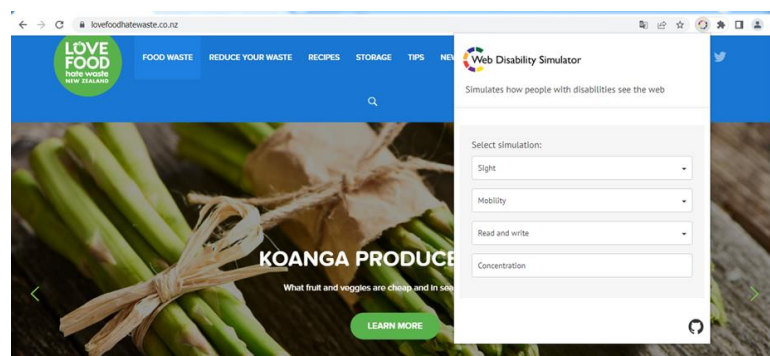 lovefoodhatewaste.co.nz
LOVE
FOOD
hate waste
NEW ZEALAND
FOOD WASTE REDUCE YOUR WASTE RECIPES STORAGE TIPS
Web Disability Simulator
Simulates how people with disabilities see the web
Select simulation:
Sight
Mobility
Read and write
Concentration
KOANGA PRODUCE
What fruit and veggies are cheap and in sea
LEARN MORE